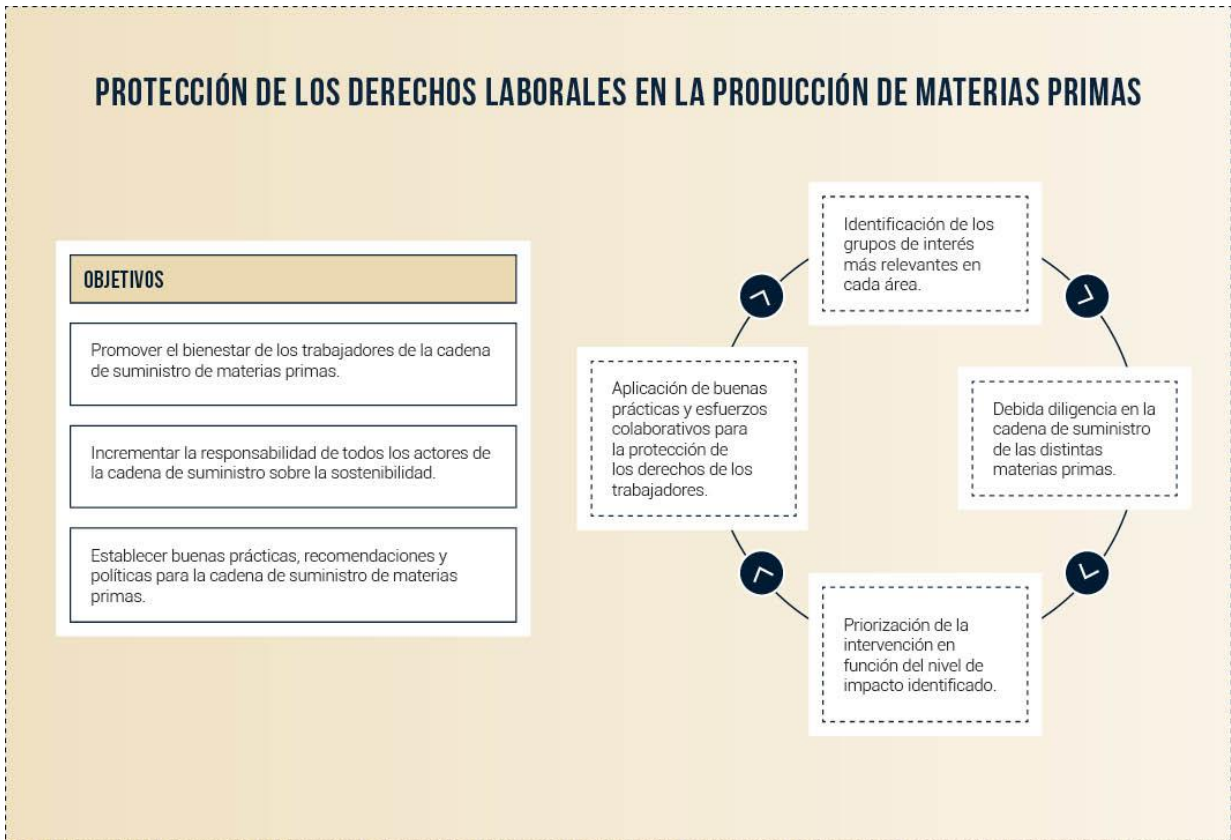 PROTECCIÓN DE LOS DERECHOS LABORALES EN LA PRODUCCIÓN DE MATERIAS PRIMAS
OBJETIVOS
Promover el bienestar de los trabajadores de la cadena
de suministro de materias primas.
Incrementar la responsabilidad de todos los actores de
la cadena de suministro sobre la sostenibilidad.
Establecer buenas prácticas, recomendaciones y
políticas para la cadena de suministro de materias
primas.
Identificación de los
grupos de interés
más relevantes en
cada área.
Debida diligencia en la
cadena de suministro
de las distintas
materias primas.
Priorización de la
intervención en
función del nivel de
impacto identificado.
Aplicación de buenas
prácticas y esfuerzos
colaborativos para
la protección de
los derechos de los
trabajadores.